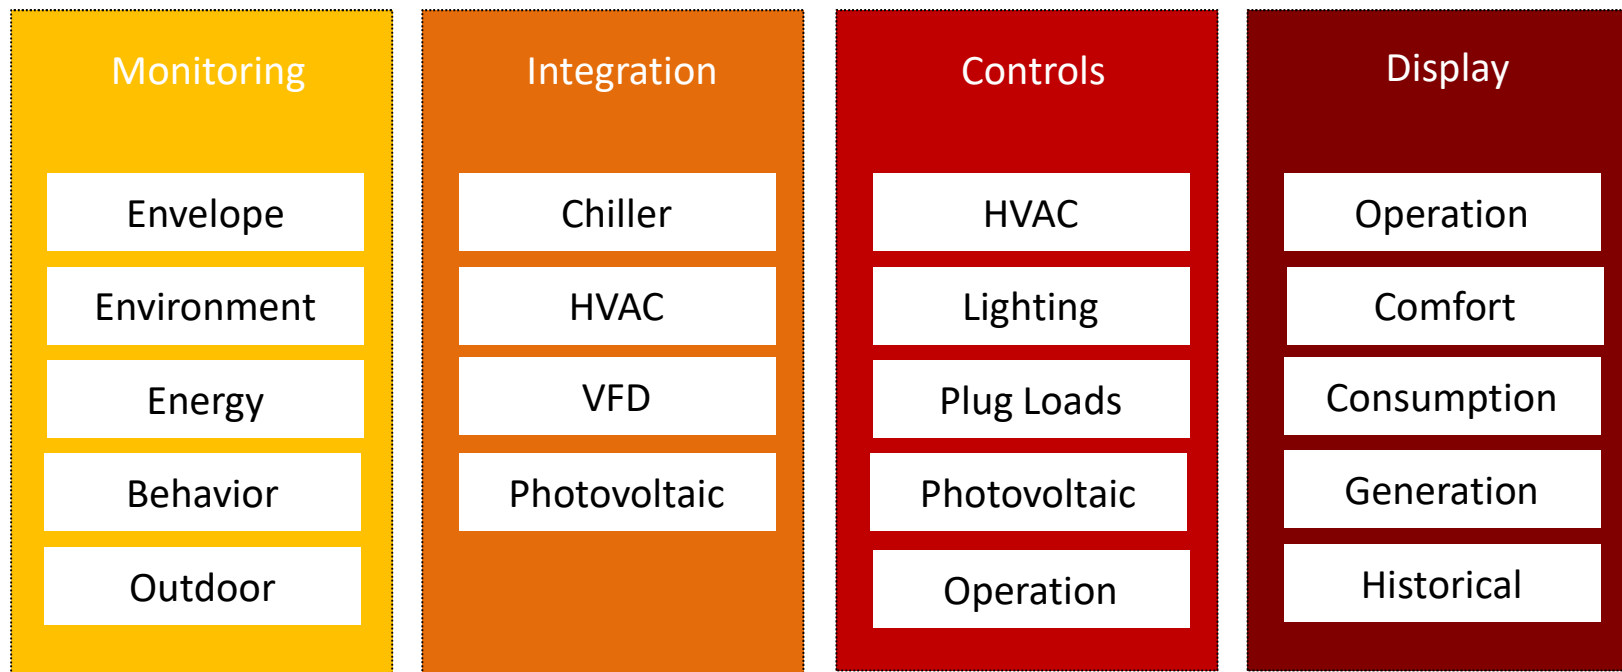 Monitoring
Envelope
Environment
Energy
Behavior
Outdoor
Integration
Chiller
HVAC
VFD
Photovoltaic
Controls
HVAC
Lighting
Plug Loads
Photovoltaic
Operation
Display
Operation
Comfort
Consumption
Generation
Historical